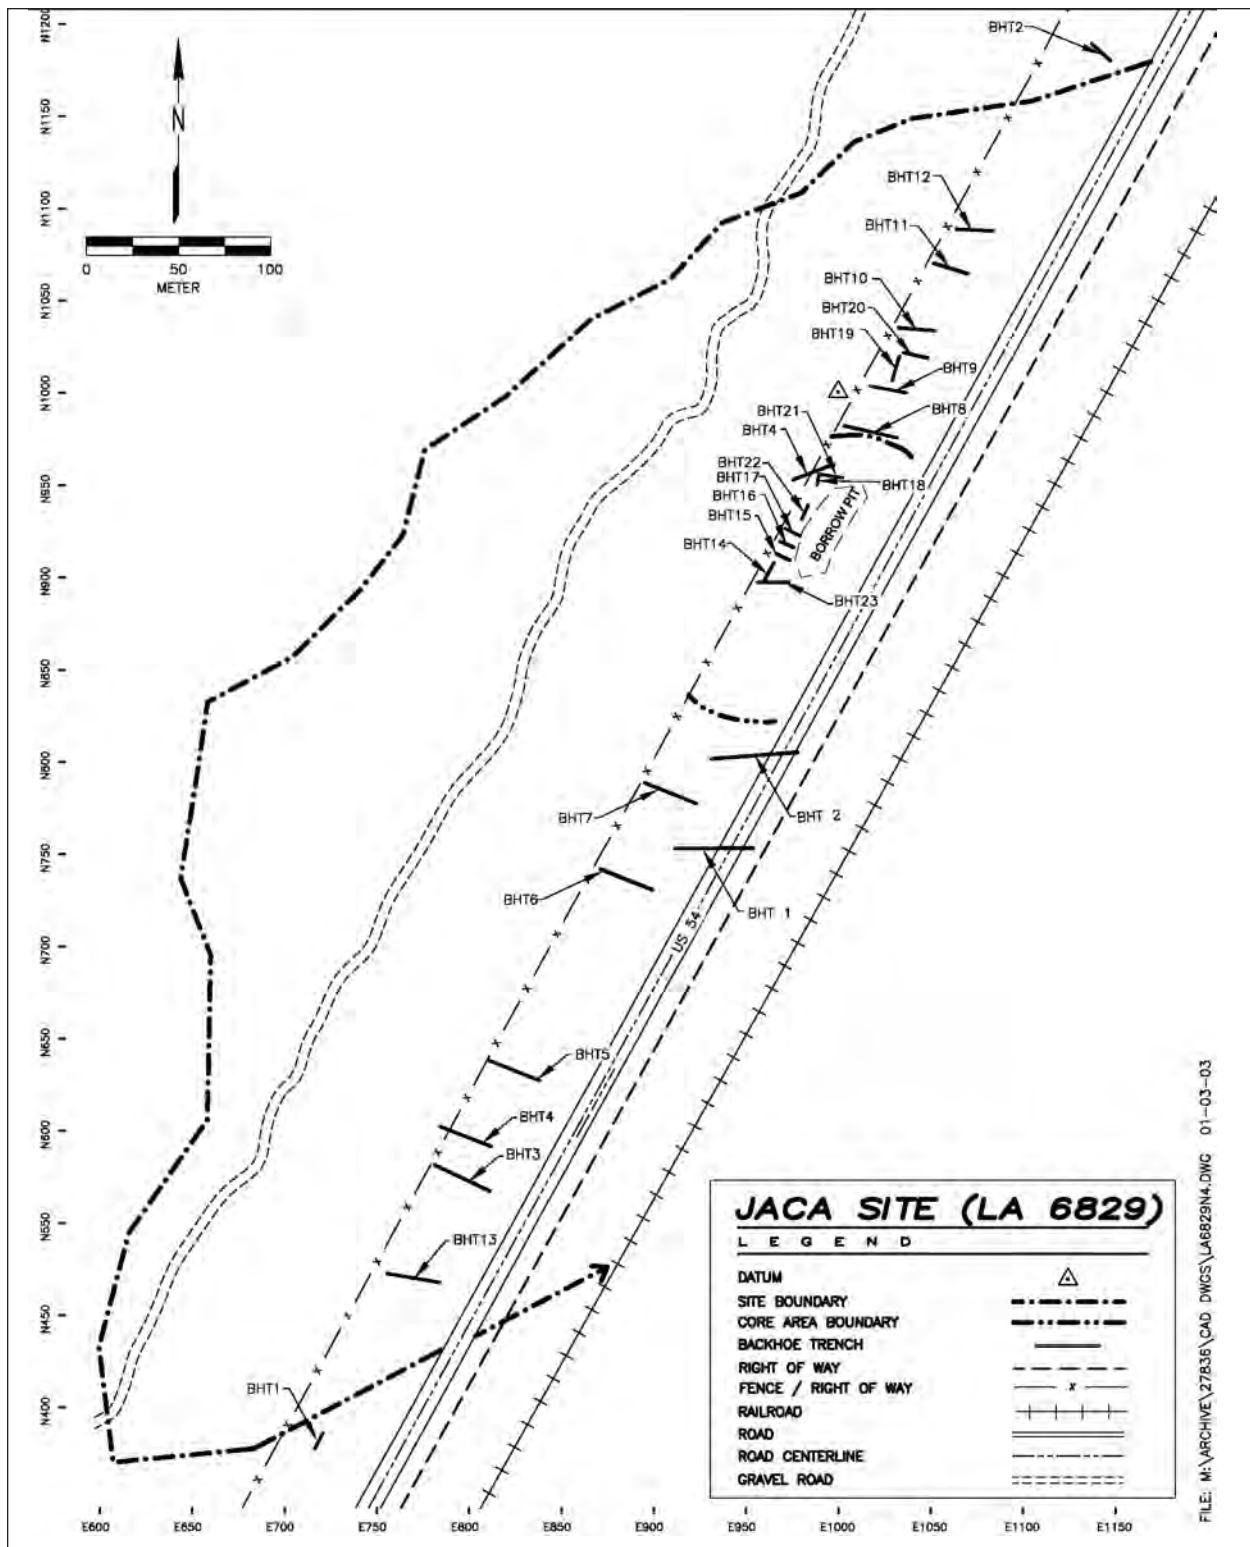 N1200
N1150
N1100
N1050
N1000
N950
N900
N850
N800
N750
N700
N650
N600
N550
N450
N400
N
0 50 100
METER
BHT2
BHT12
BHT11
BHT10
BHT20
BHT19
BHT9
BHT8
BHT21
BHT4
BHT22
BHT17
BHT18
BHT16
BHT15
BHT14
BORROW PIT
BHT23
BHT 2
BHT7
BHT6
BHT 1
US 54
BHT5
BHT4
BHT3
BHT13
BHT1
JACA SITE (LA 6829)
LEGEND
DATUM
SITE BOUNDARY
CORE AREA BOUNDARY
BACKHOE TRENCH
RIGHT OF WAY
FENCE / RIGHT OF WAY
RAILROAD
ROAD
ROAD CENTERLINE
GRAVEL ROAD
E600 E650 E700 E750 E800 E850 E900 E950 E1000 E1050 E1100 E1150
FILE: M:\ARCHIVE\27836\CAD DWGS\LA6829N4.DWG 01-03-03